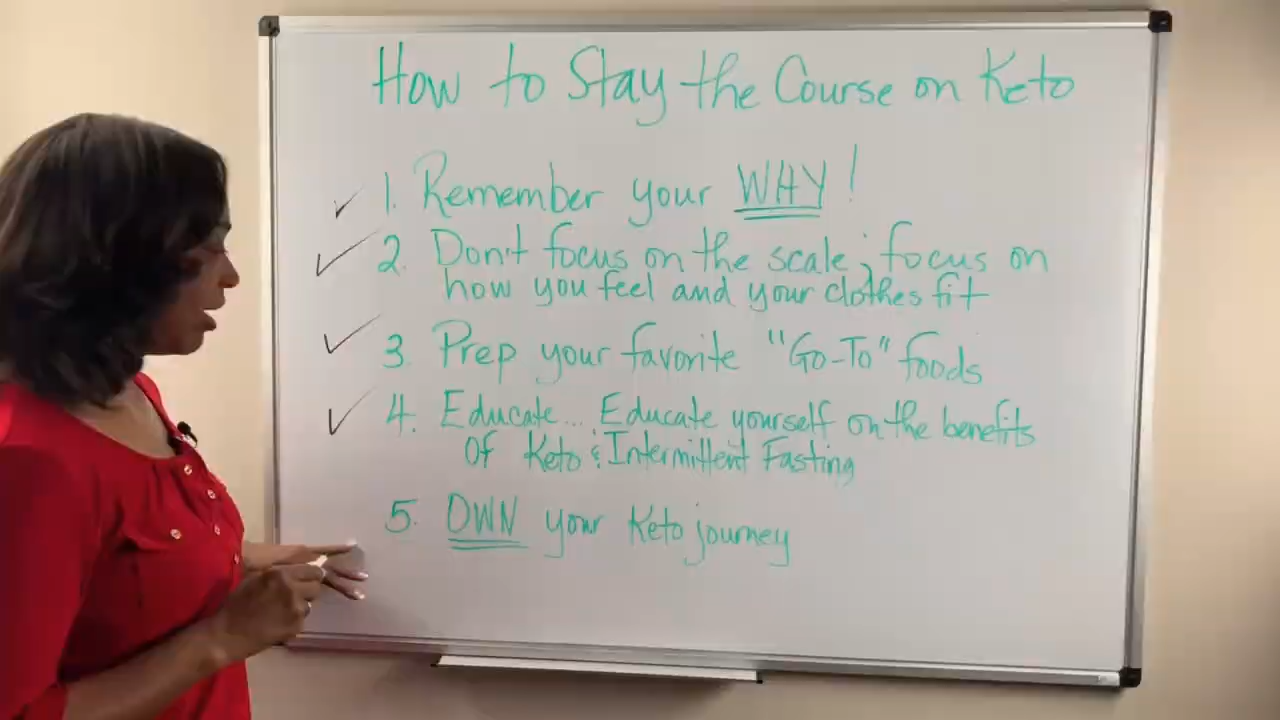 How to Stay the Course on Keto
1. Remember your WHY!
2. Don't focus on the scale; focus on
how you feel and your clothes fit
3. Prep your favorite "Go-To" foods
4. Educate... Educate yourself on the benefits
Of Keto & Intermittent Fasting
5. OWN your Keto journey